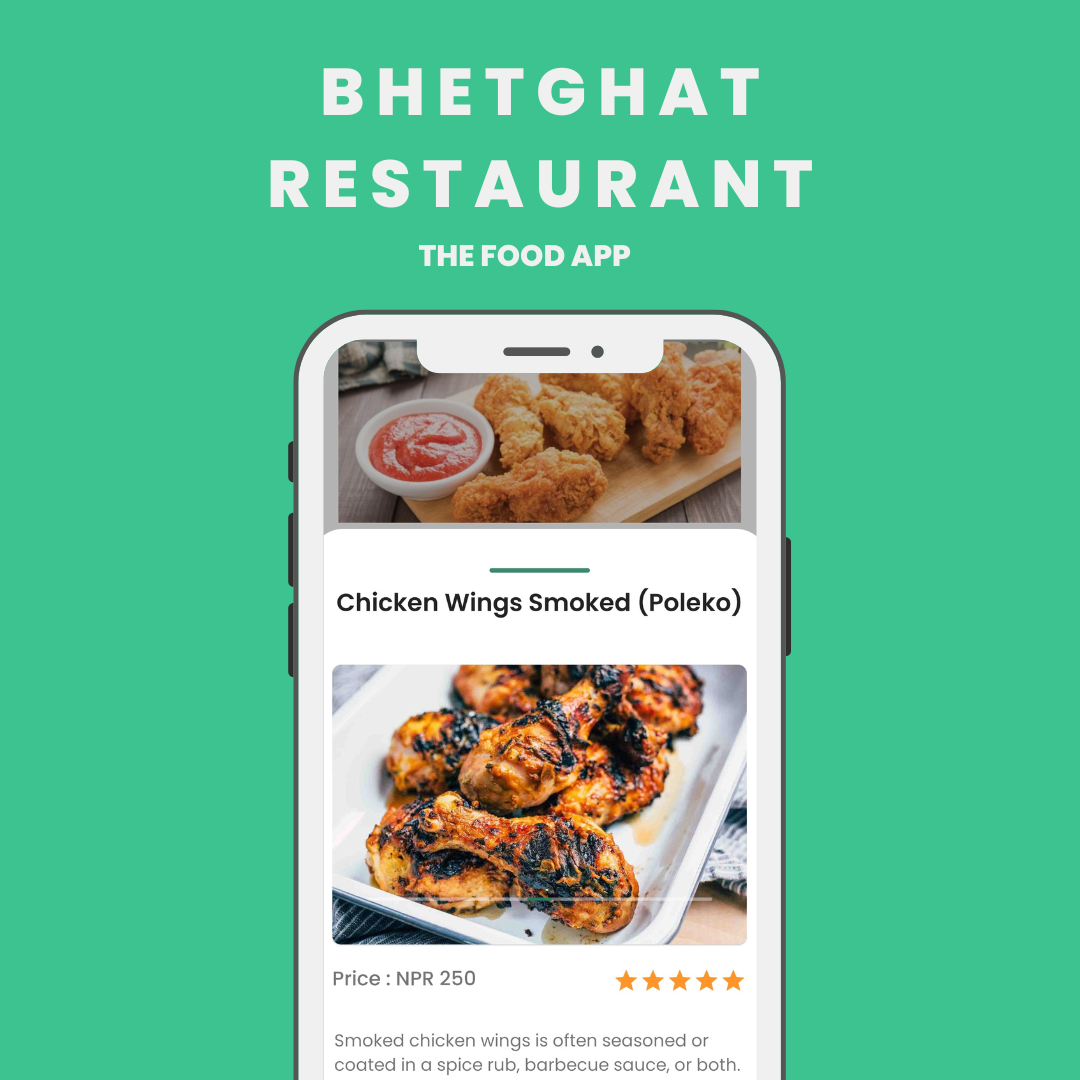 BHETGHAT
RESTAURANT
THE FOOD APP
Chicken Wings Smoked (Poleko)
Price : NPR 250
Smoked chicken wings is often seasoned or
coated in a spice rub, barbecue sauce, or both.